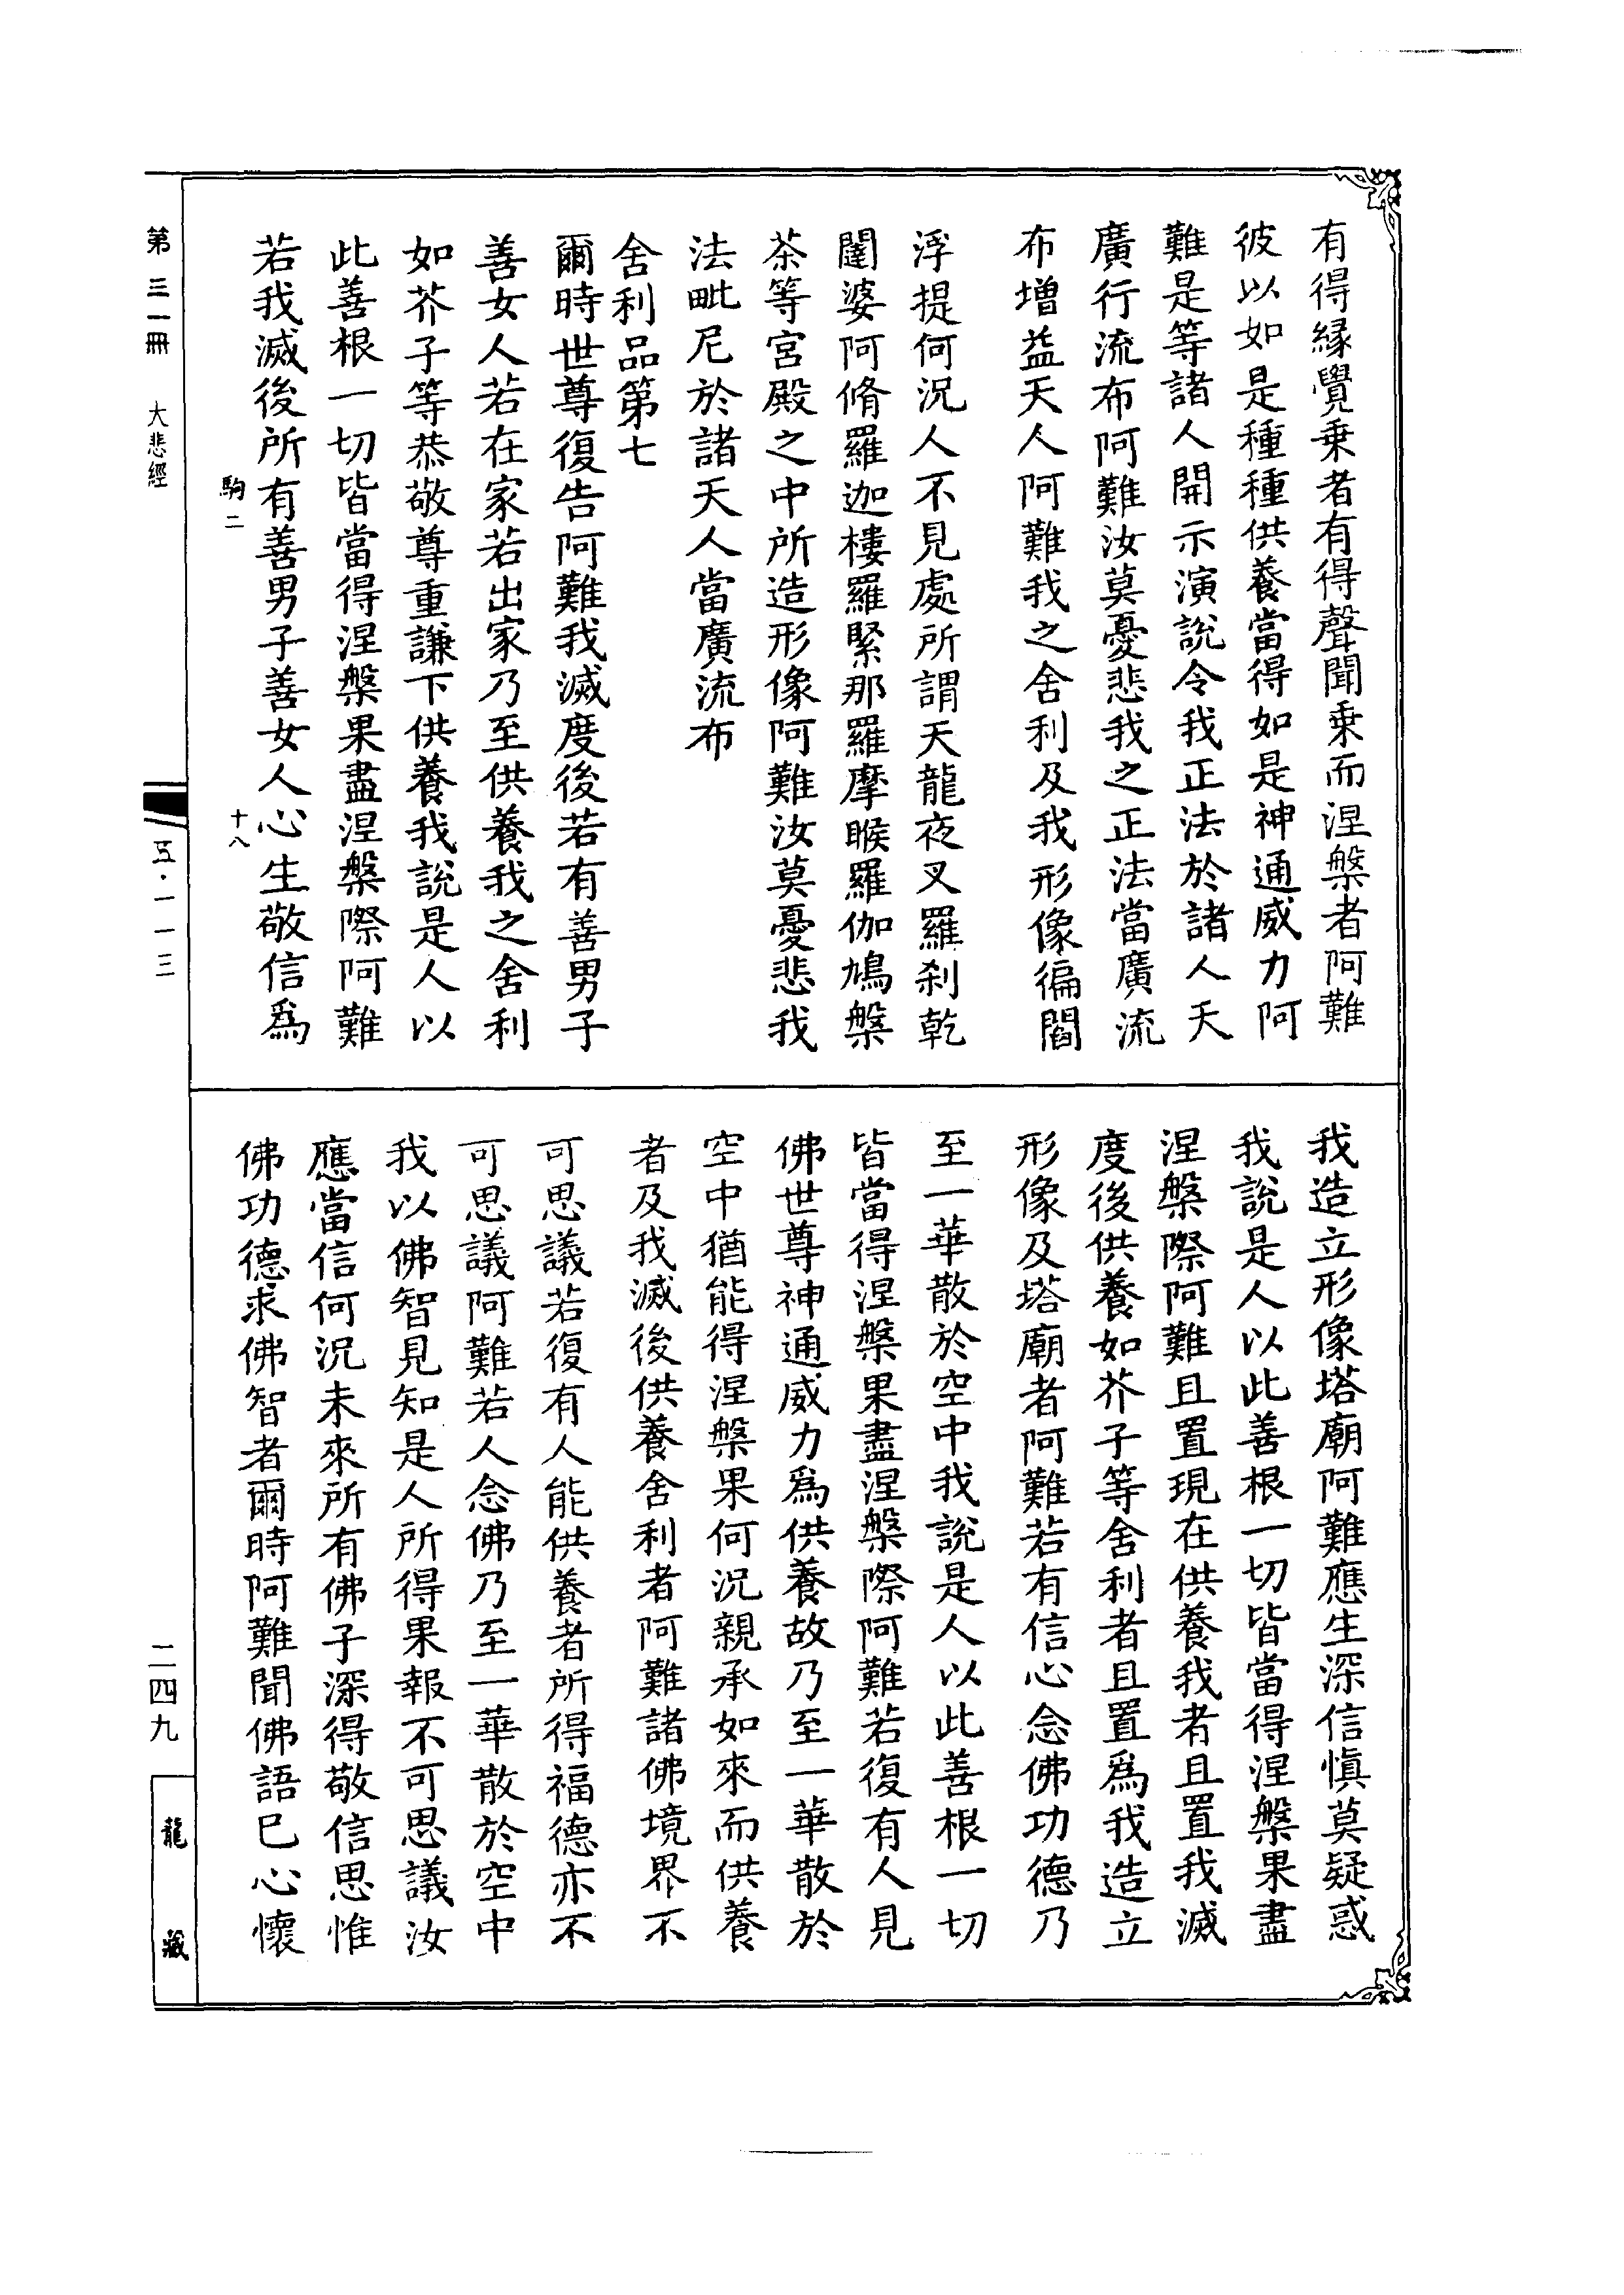 有得緣覺乗者有得聲聞乗而涅槃者阿難
彼以如是種種供養當得如是神通威力阿
難是等諸人開示演說令我正法於諸人天
廣行流布阿難汝莫憂悲我之正法當廣流
布增益天人阿難我之舍利及我形像徧閻
浮提何況人不見處所謂天龍夜叉羅刹乾
闥婆阿脩羅迦樓羅緊那羅摩睺羅伽鳩槃
茶等宮殿之中所造形像阿難汝莫憂悲我
法毗尼於諸天人當廣流布
舍利品第七
爾時世尊復告阿難我滅度後若有善男子
善女人若在家若出家乃至供養我之舍利
如芥子等恭敬尊重謙下供養我說是人以
此善根一切皆當得涅槃果盡涅槃際阿難
若我滅後所有善男子善女人心生敬信爲
駒二
十八
我造立形像塔廟阿難應生深信慎莫疑惑
我說是人以此善根一切皆當得涅槃果盡
涅槃際阿難且置現在供養我者且置我滅
度後供養如芥子等舍利者且置爲我造立
形像及塔廟者阿難若有信心念佛功德乃
至一華散於空中我說是人以此善根一切
皆當得涅槃果盡涅槃際阿難若復有人見
佛世尊神通威力爲供養故乃至一華散於
空中猶能得涅槃果何況親承如來而供養
者及我滅後供養舍利者阿難諸佛境界不
可思議若復有人能供養者所得福德亦不
可思議阿難若人念佛乃至一華散於空中
我以佛智見知是人所得果報不可思議汝
應當信何況未來所有佛子深得敬信思惟
佛功德求佛智者爾時阿難聞佛語已心懷
第三一冊 大悲經
五·一一三
二四九
龍藏